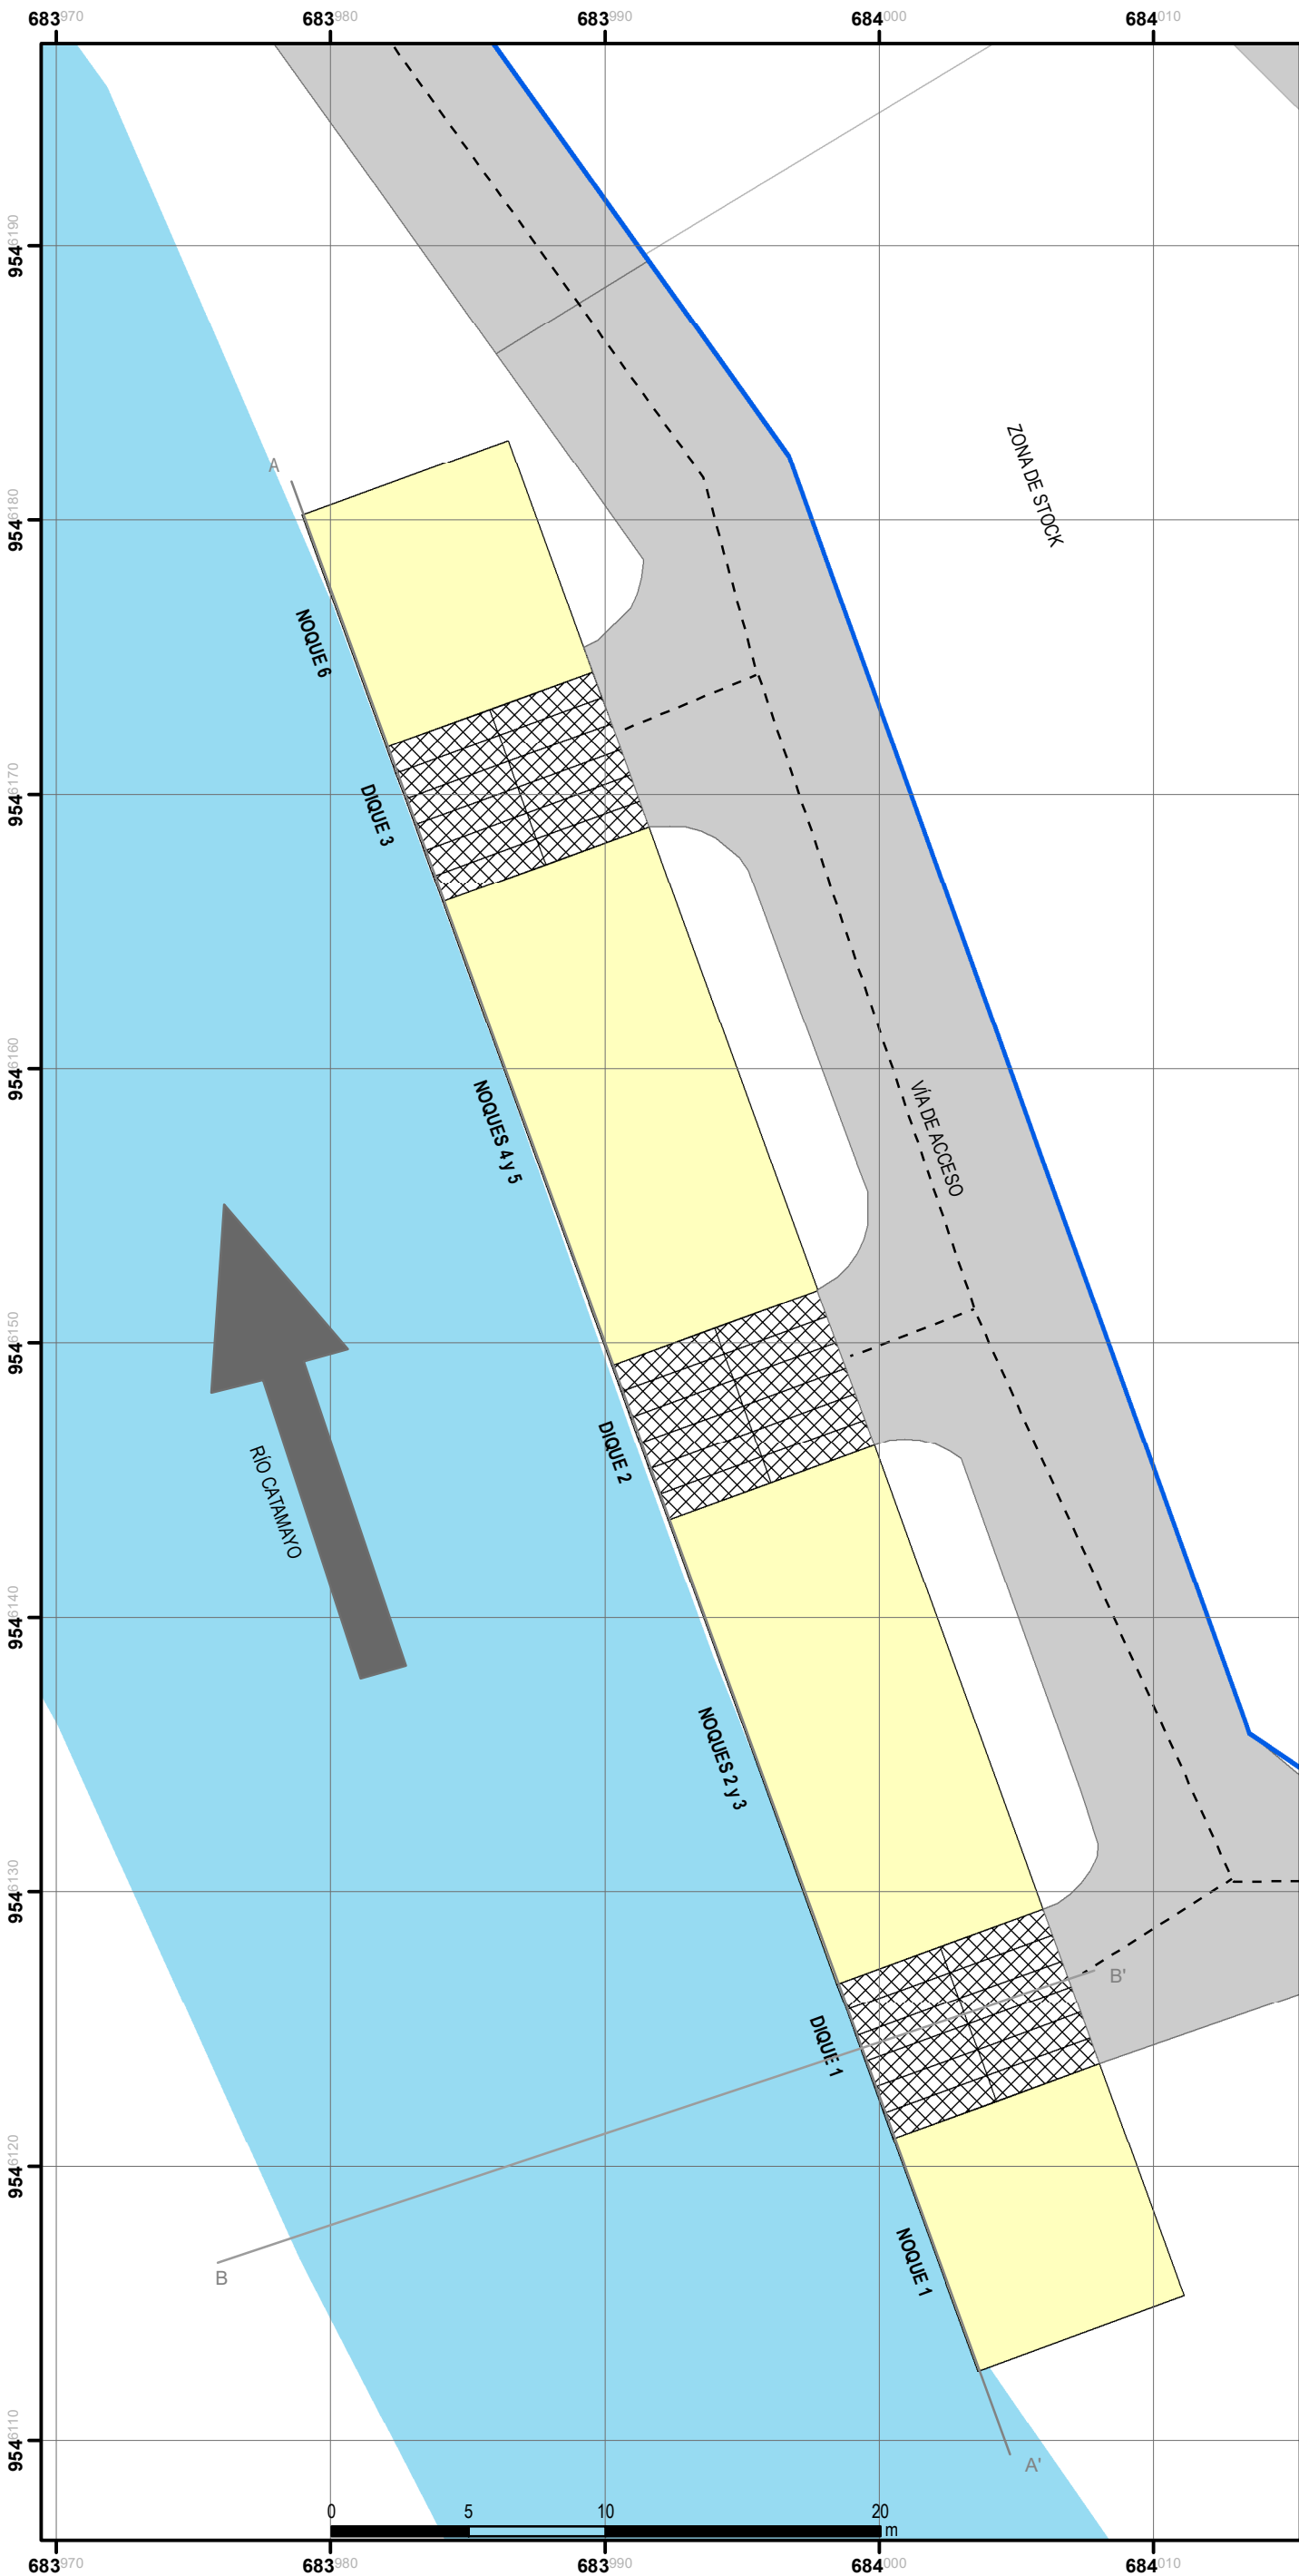 683970 683980 683990 684000 684010
9546190
A
9546180
ZONA DE STOCK
NOQUE 6
9546170
DIQUE 3
9546160
NOQUES 4 y 5
VÍA DE ACCESO
9546150
DIQUE 2
RÍO CATAMAYO
9546140
NOQUES 2 y 3
9546130
B'
DIQUE 1
9546120
NOQUE 1
B
9546110
A'
0 5 10 20
m
683970 683980 683990 684000 684010